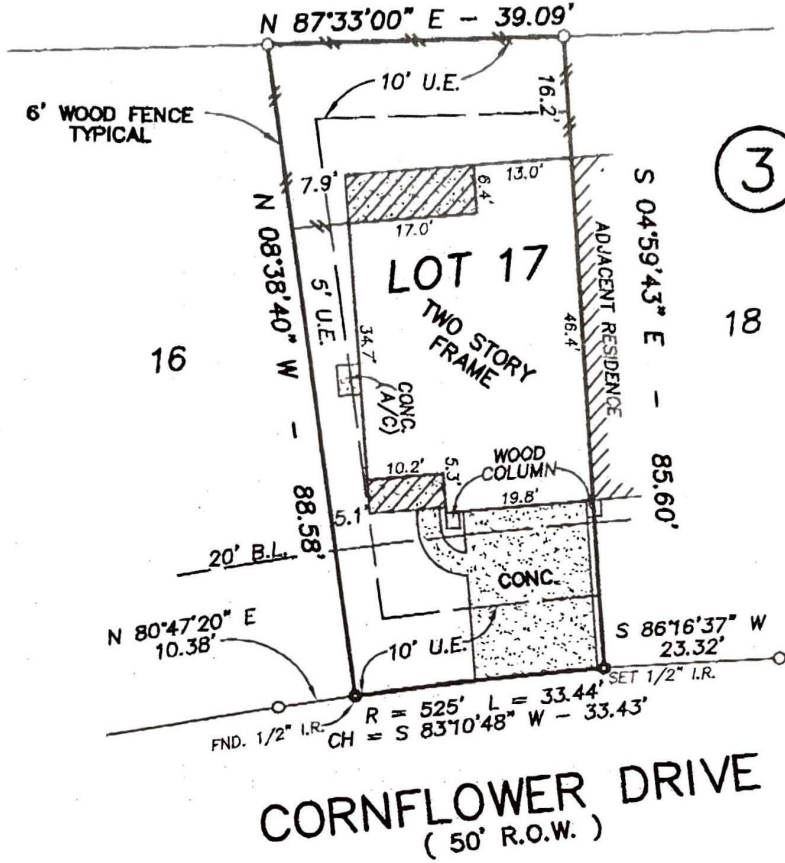 N 87°33'00" E - 39.09'
10' U.E.
16.2'
6' WOOD FENCE
TYPICAL
3
7.9'
13.0'
6.4'
17.0'
N 08°38'40" W - 88.58'
S 04°59'43" E - 85.60'
ADJACENT RESIDENCE
LOT 17
TWO STORY
FRAME
5' U.E.
34.7'
46.4'
16
18
CONC.
(A/C)
WOOD
COLUMN
10.2'
5.3'
19.8'
5.1'
20' B.L.
CONC.
N 80°47'20" E
10.38'
10' U.E.
S 86°16'37" W
23.32'
SET 1/2" I.R.
FND. 1/2" I.R.
R = 525' L = 33.44'
CH = S 83°10'48" W - 33.43'
CORNFLOWER DRIVE
( 50' R.O.W. )